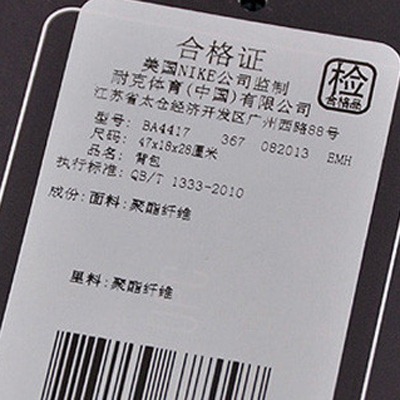 合格证
美国NIKE公司监制
耐克体育(中国)有限公司
江苏省太仓经济开发区广州西路88号
检
合格品
型号: BA4417 367 082013 EMH
尺码: 47x18x28厘米
品名: 背包
执行标准: QB/T 1333-2010
成份: 面料: 聚酯纤维
里料: 聚酯纤维